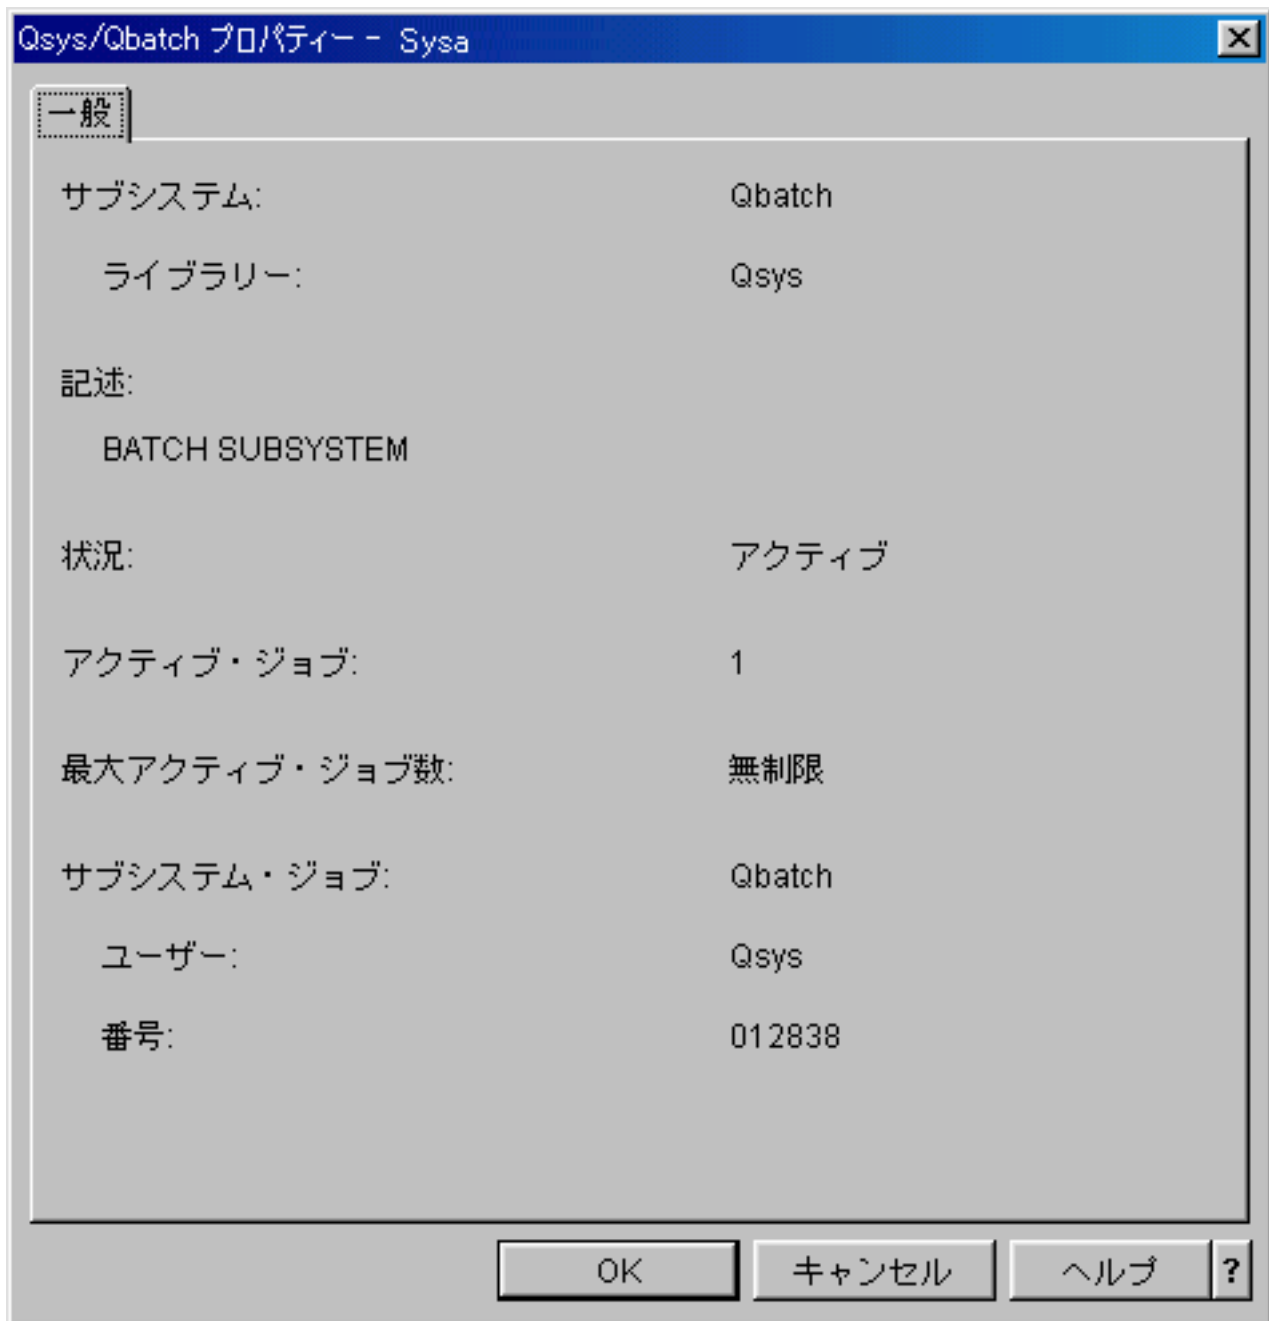 Qsys/Qbatch プロパティー - Sysa
一般
サブシステム: Qbatch
ライブラリー: Qsys
記述:
BATCH SUBSYSTEM
状況: アクティブ
アクティブ・ジョブ: 1
最大アクティブ・ジョブ数: 無制限
サブシステム・ジョブ: Qbatch
ユーザー: Qsys
番号: 012838
OK キャンセル ヘルプ ?